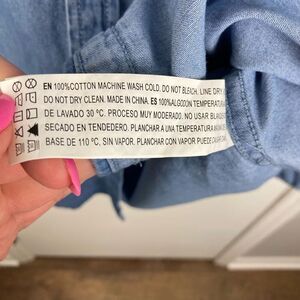 EN 100%COTTON MACHINE WASH COLD. DO NOT BLEACH. LINE DRY.
DO NOT DRY CLEAN. MADE IN CHINA. ES 100%ALGODON TEMPERATURA
DE LAVADO 30 ºC. PROCESO MUY MODERADO. NO USAR
SECADO EN TENDEDERO. PLANCHAR A UNA TEMPERATURA
BASE DE 110 ºC, SIN VAPOR. PLANCHAR CON VAPOR PUEDE